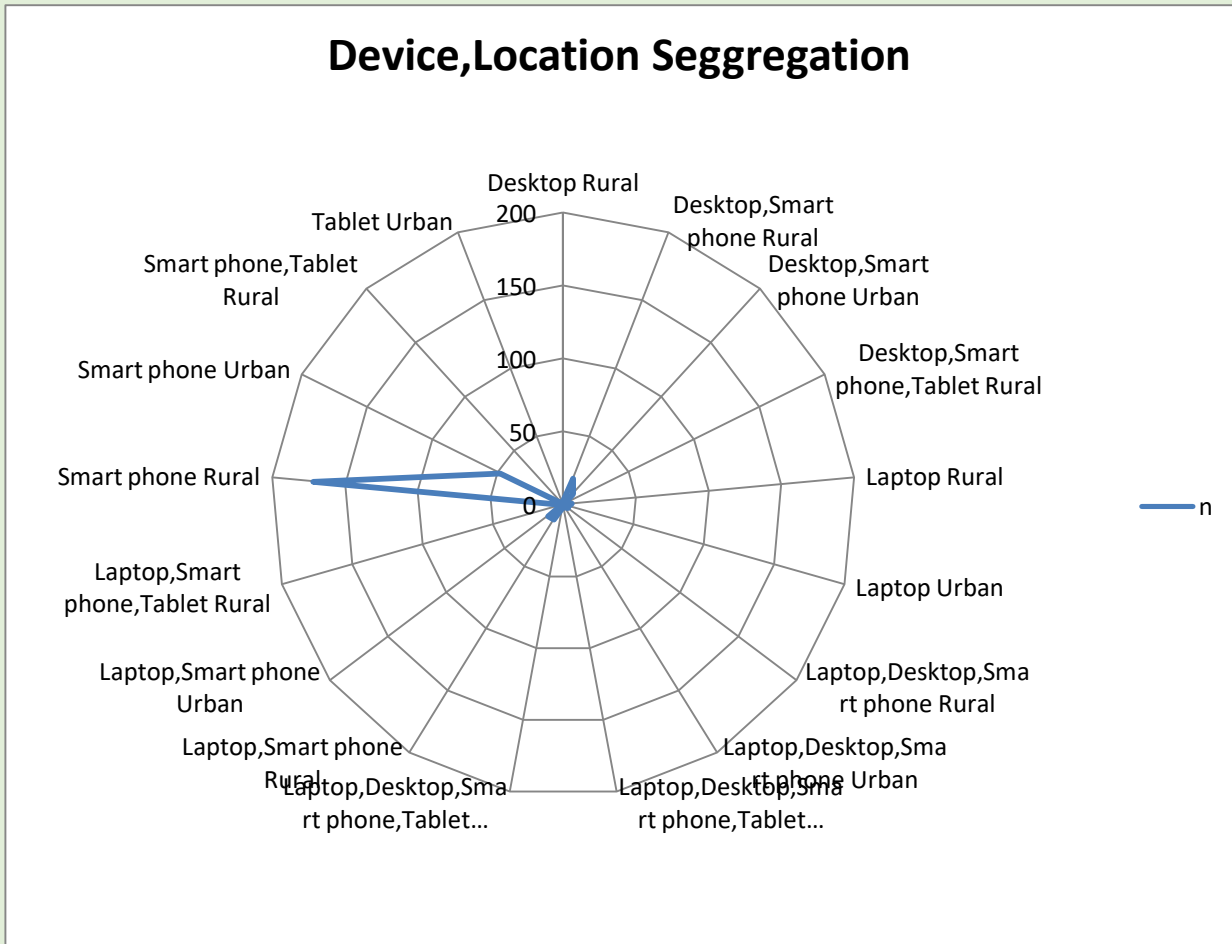 Device,Location Seggregation
Desktop Rural
Desktop,Smart
phone Rural
Desktop,Smart
phone Urban
Desktop,Smart
phone,Tablet Rural
Laptop Rural
Laptop Urban
Laptop,Desktop,Sma
rt phone Rural
Laptop,Desktop,Sma
rt phone Urban
Laptop,Desktop,Sma
rt phone,Tablet...
Laptop,Desktop,Sma
rt phone,Tablet...
Laptop,Smart phone
Rural
Laptop,Smart phone
Urban
Laptop,Smart
phone,Tablet Rural
Smart phone Rural
Smart phone Urban
Smart phone,Tablet
Rural
Tablet Urban
200
150
100
50
0
n